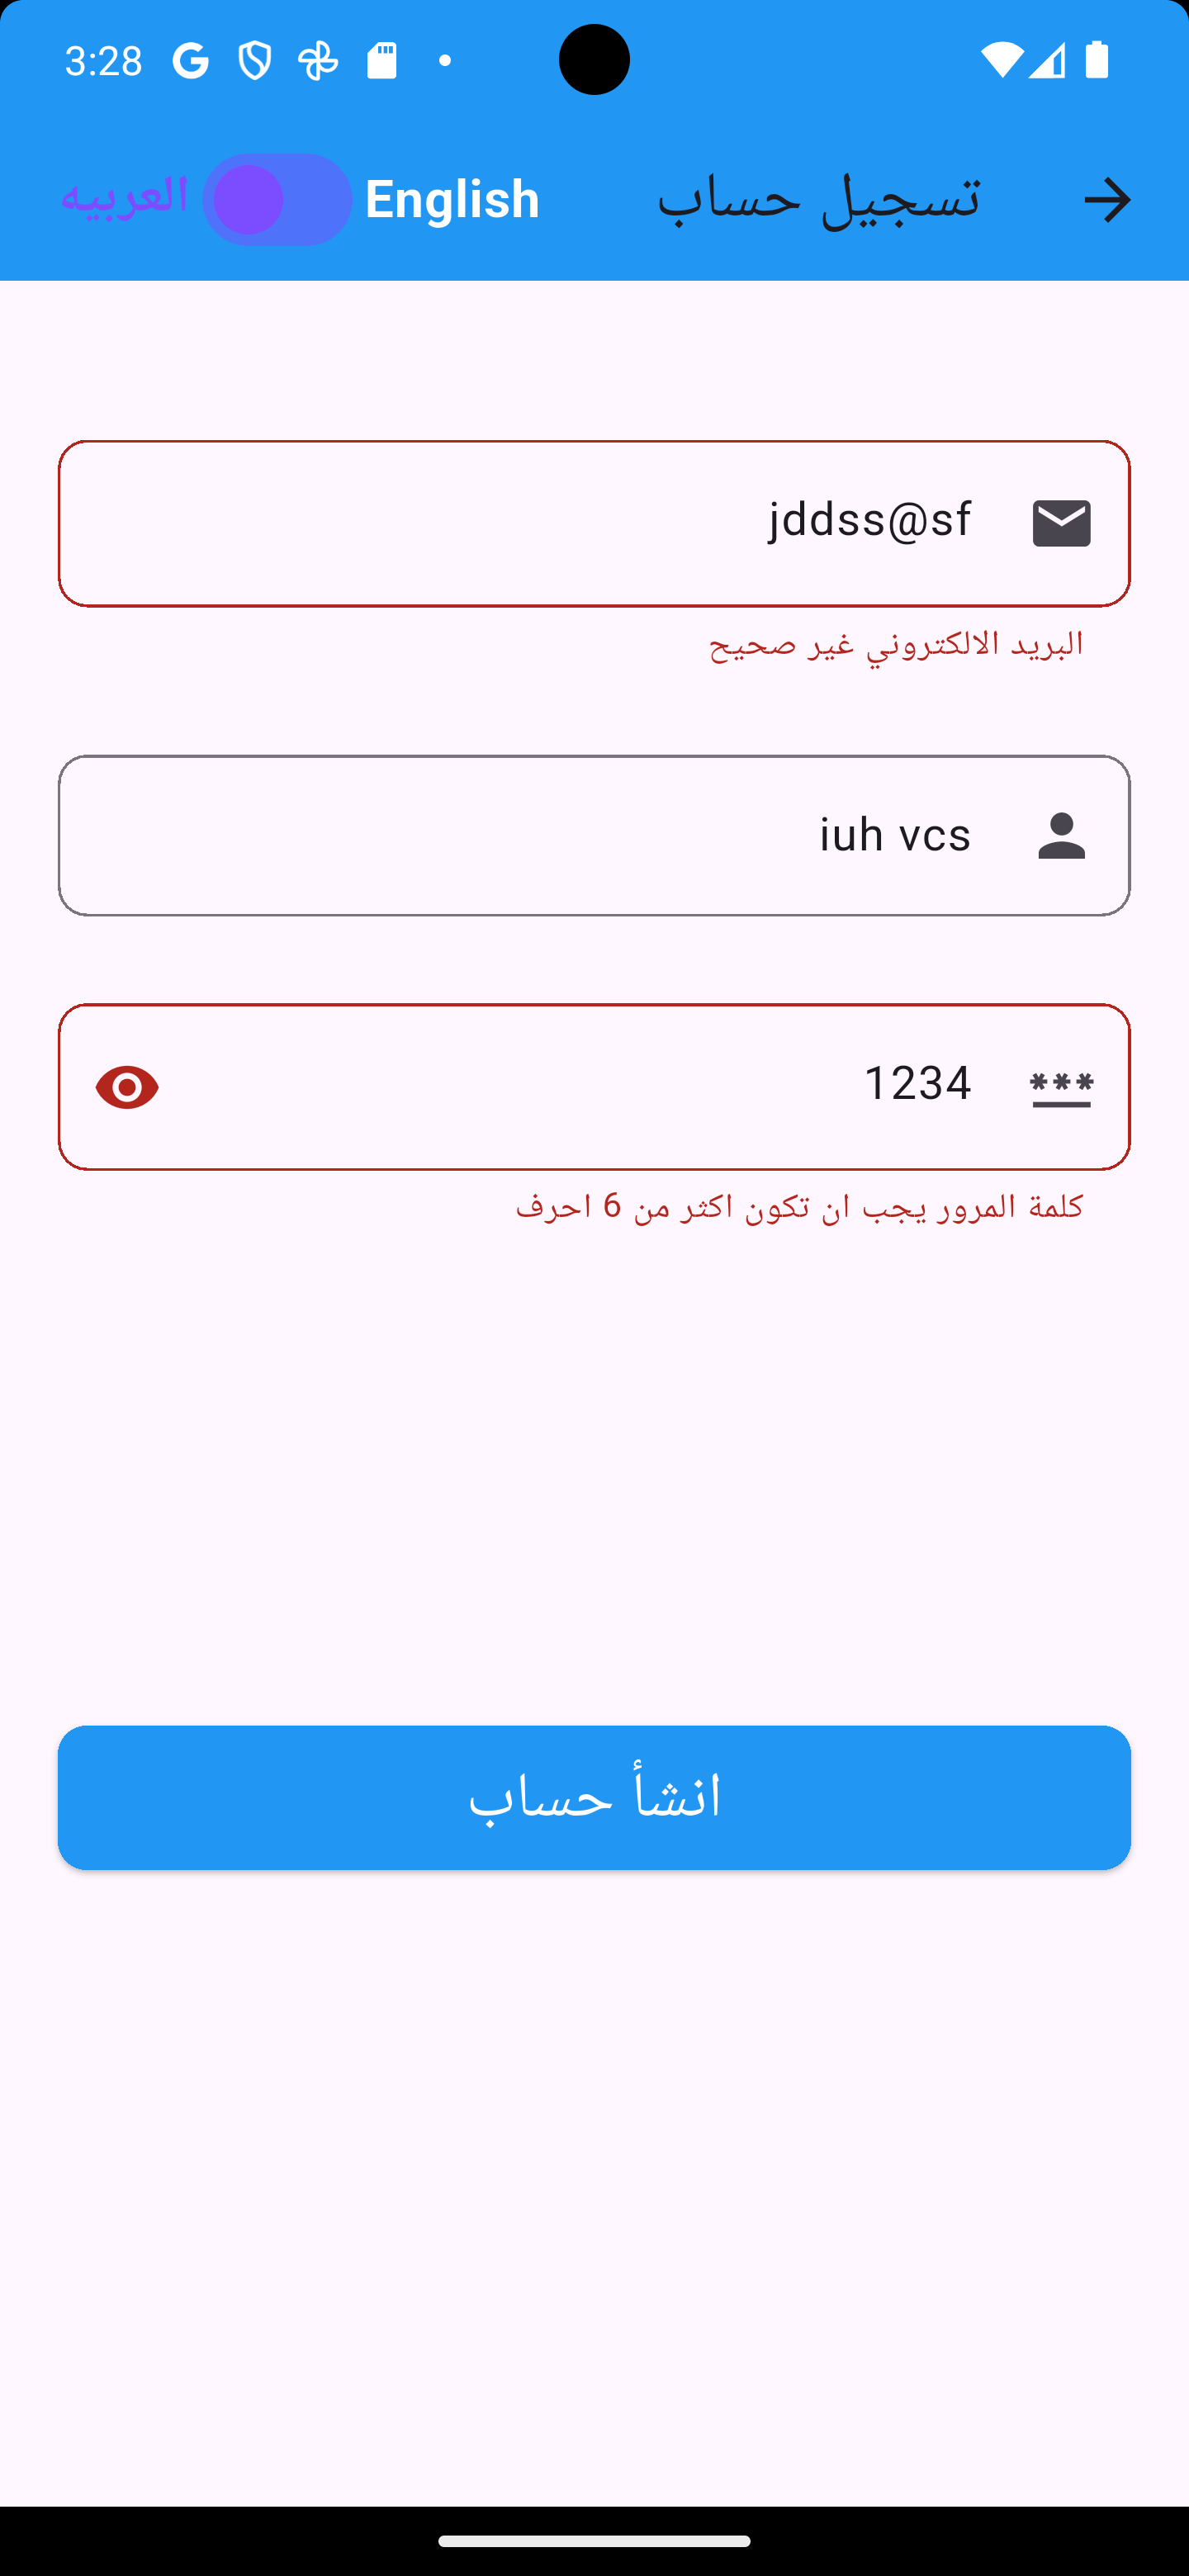 3:28
تسجيل حساب
English
العربيه
jddss@sf
البريد الالكتروني غير صحيح
iuh vcs
1234
كلمة المرور يجب ان تكون اكثر من 6 احرف
انشأ حساب